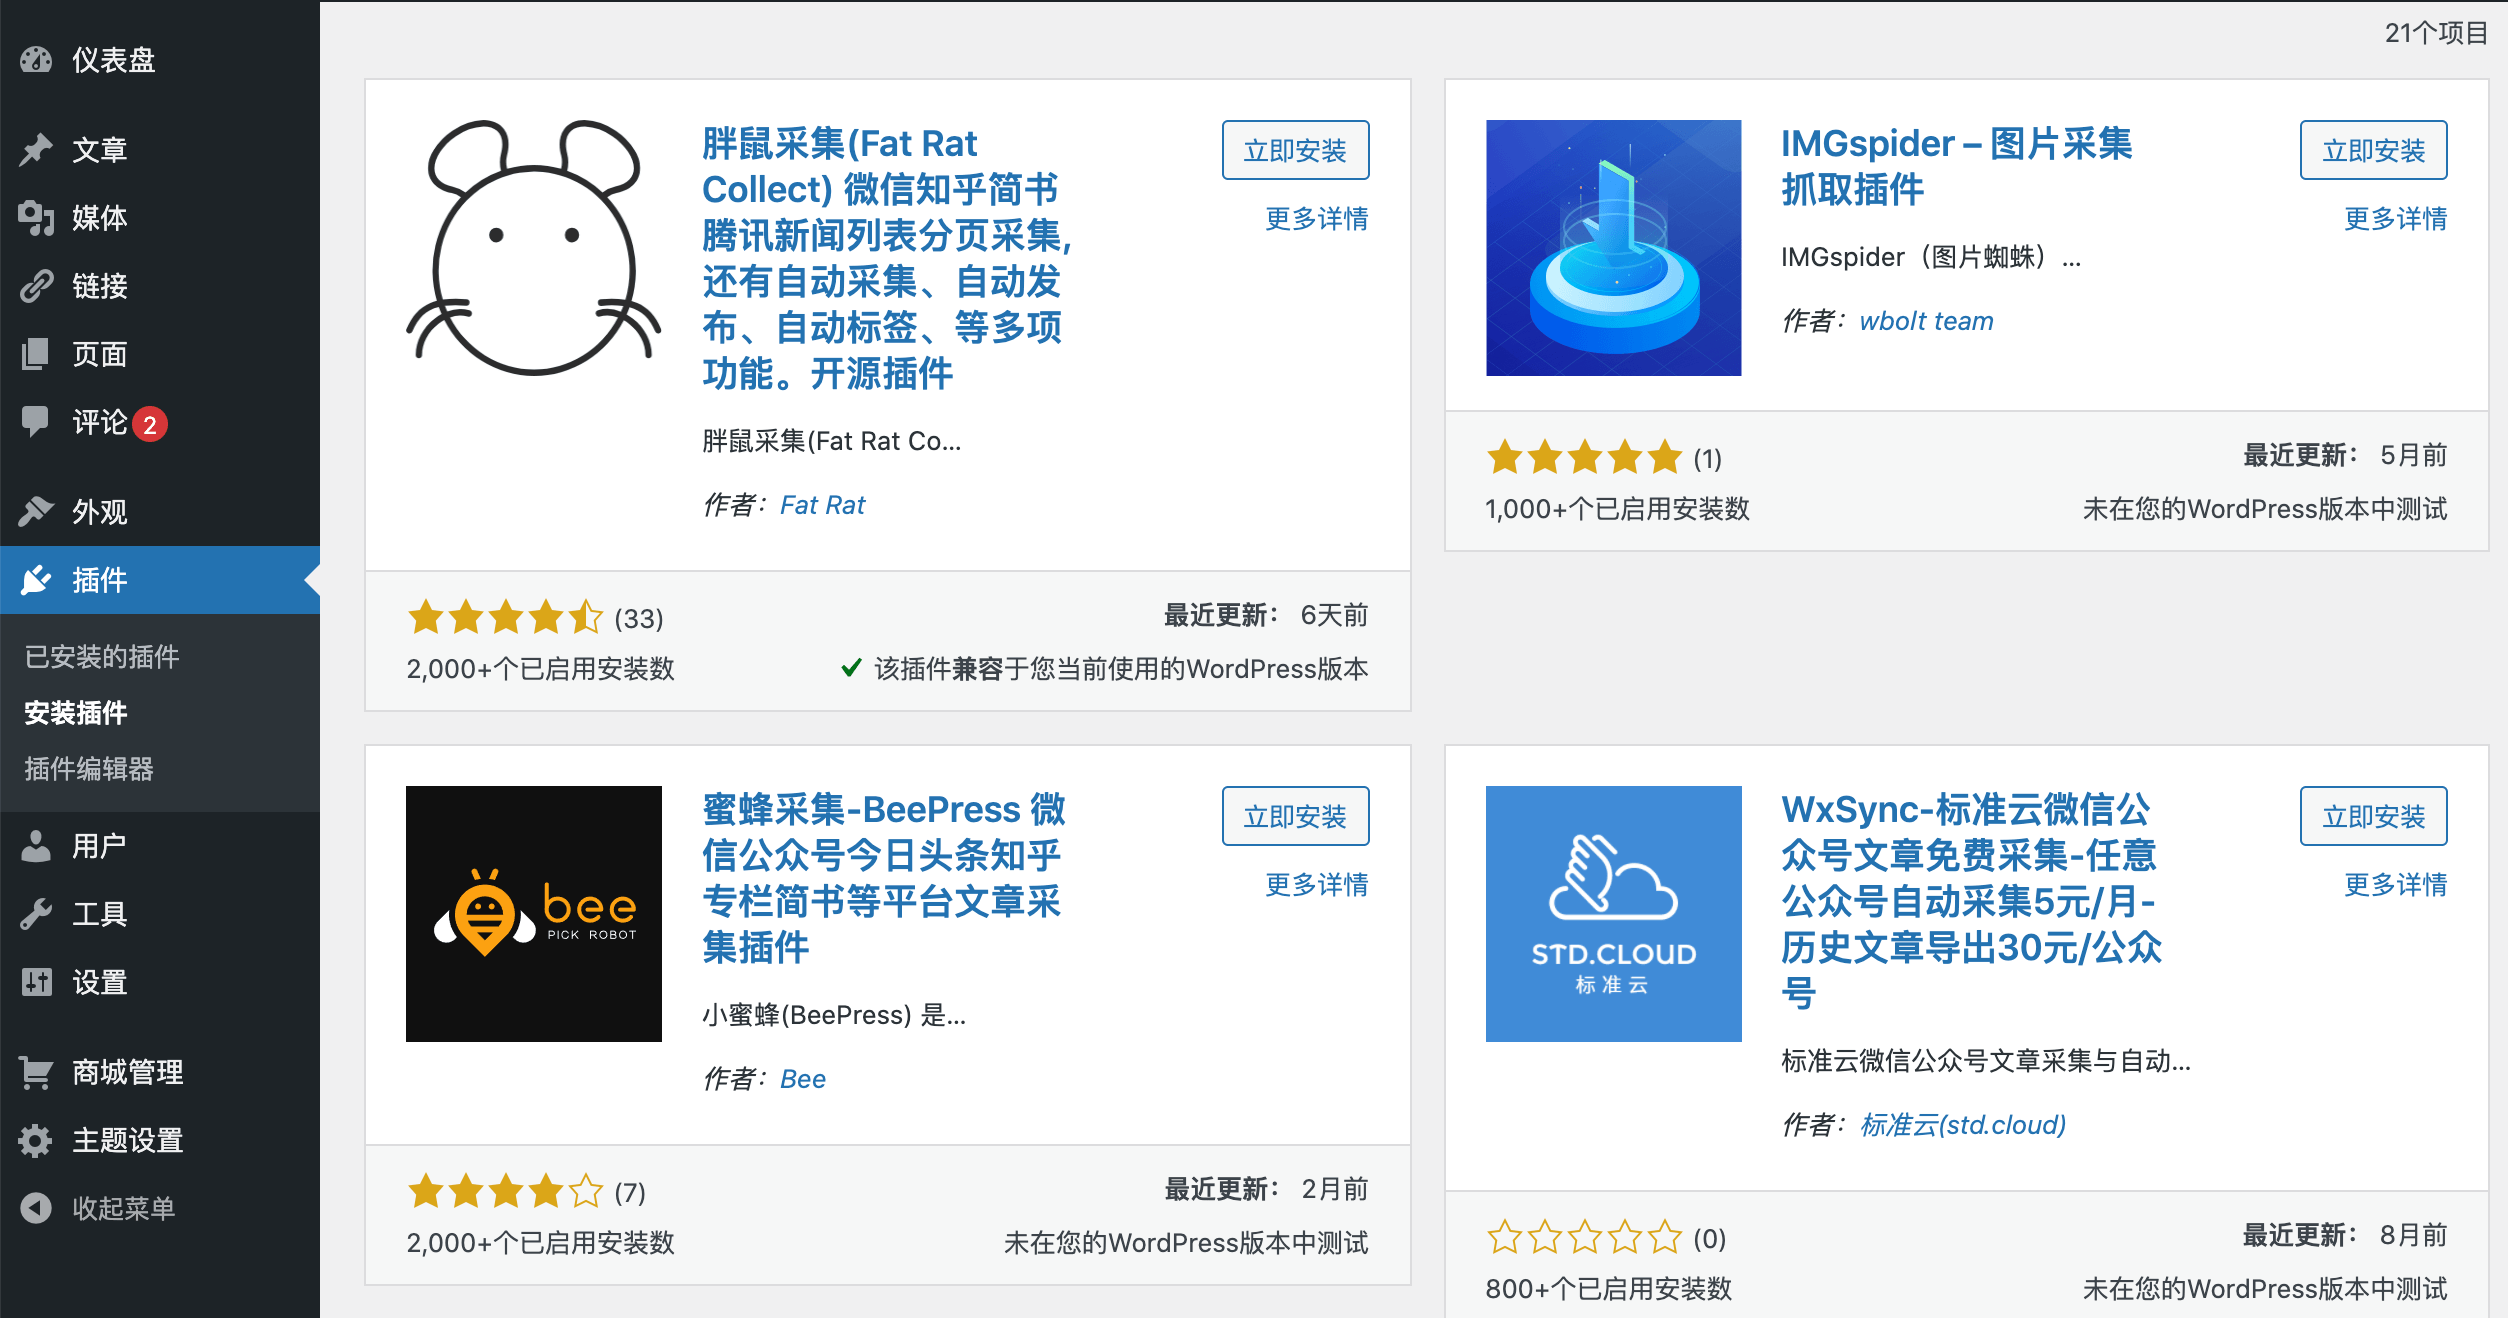 仪表盘
文章
媒体
链接
页面
评论 2
外观
插件
已安装的插件
安装插件
插件编辑器
用户
工具
设置
商城管理
主题设置
收起菜单
21个项目
胖鼠采集(Fat Rat
Collect) 微信知乎简书
腾讯新闻列表分页采集,
还有自动采集、自动发
布、自动标签、等多项
功能。开源插件
立即安装
更多详情
胖鼠采集(Fat Rat Co...
作者：Fat Rat
(33)
最近更新： 6天前
2,000+个已启用安装数
该插件兼容于您当前使用的WordPress版本
IMGspider – 图片采集
抓取插件
立即安装
更多详情
IMGspider（图片蜘蛛）...
作者：wbolt team
(1)
最近更新： 5月前
1,000+个已启用安装数
未在您的WordPress版本中测试
bee
PICK ROBOT
蜜蜂采集-BeePress 微
信公众号今日头条知乎
专栏简书等平台文章采
集插件
立即安装
更多详情
小蜜蜂(BeePress) 是...
作者：Bee
(7)
最近更新： 2月前
2,000+个已启用安装数
未在您的WordPress版本中测试
STD.CLOUD
标准云
WxSync-标准云微信公
众号文章免费采集-任意
公众号自动采集5元/月-
历史文章导出30元/公众
号
立即安装
更多详情
标准云微信公众号文章采集与自动...
作者：标准云(std.cloud)
(0)
最近更新： 8月前
800+个已启用安装数
未在您的WordPress版本中测试